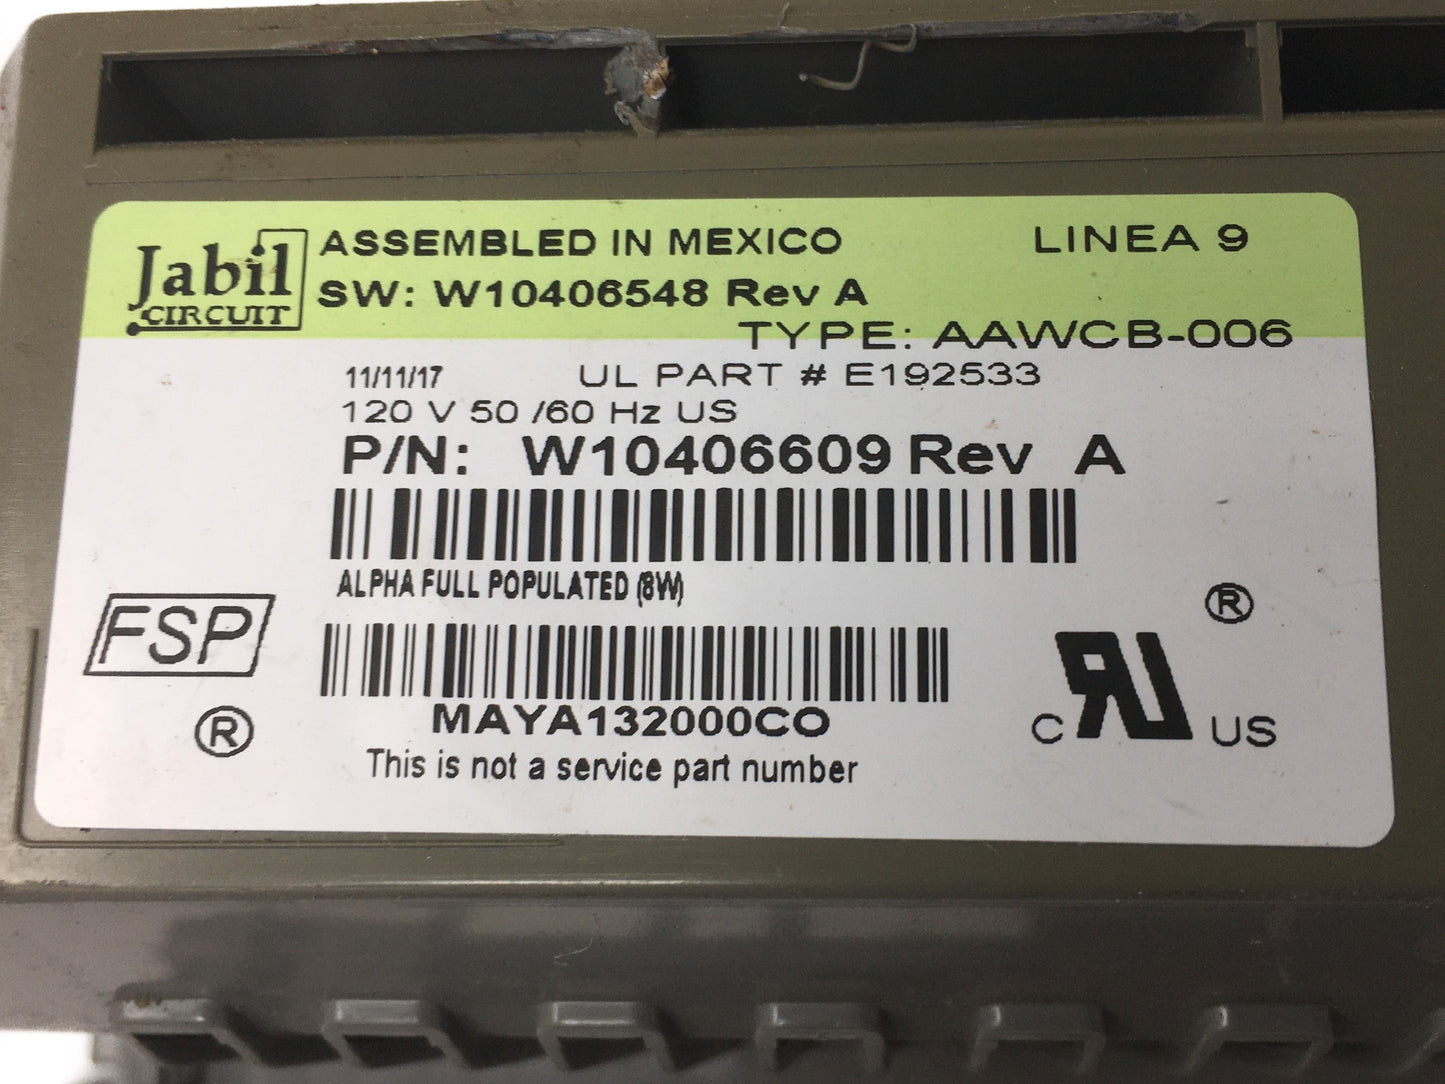 Jabil
CIRCUIT
ASSEMBLED IN MEXICO
LINEA 9
SW: W10406548 Rev A
TYPE: AAWCB-006
11/11/17
UL PART # E192533
120 V 50 /60 Hz US
P/N: W10406609 Rev A
ALPHA FULL POPULATED (8W)
FSP
®
MAYA132000CO
This is not a service part number
®
C RU US